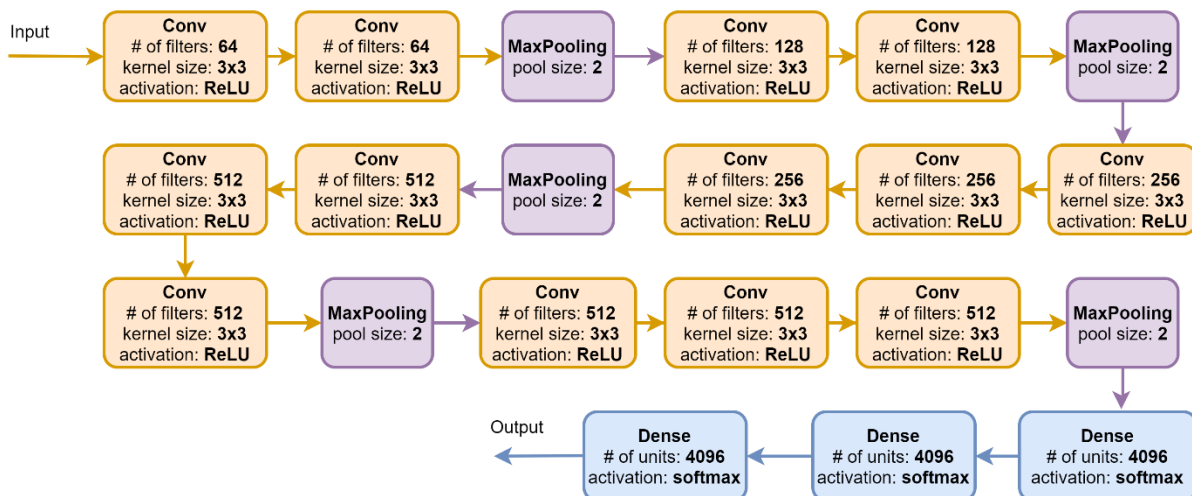 Input
Conv
# of filters: 64
kernel size: 3x3
activation: ReLU
Conv
# of filters: 64
kernel size: 3x3
activation: ReLU
MaxPooling
pool size: 2
Conv
# of filters: 128
kernel size: 3x3
activation: ReLU
Conv
# of filters: 128
kernel size: 3x3
activation: ReLU
MaxPooling
pool size: 2
Conv
# of filters: 256
kernel size: 3x3
activation: ReLU
Conv
# of filters: 256
kernel size: 3x3
activation: ReLU
Conv
# of filters: 256
kernel size: 3x3
activation: ReLU
MaxPooling
pool size: 2
Conv
# of filters: 512
kernel size: 3x3
activation: ReLU
Conv
# of filters: 512
kernel size: 3x3
activation: ReLU
Conv
# of filters: 512
kernel size: 3x3
activation: ReLU
MaxPooling
pool size: 2
Conv
# of filters: 512
kernel size: 3x3
activation: ReLU
Conv
# of filters: 512
kernel size: 3x3
activation: ReLU
Conv
# of filters: 512
kernel size: 3x3
activation: ReLU
MaxPooling
pool size: 2
Dense
# of units: 4096
activation: softmax
Dense
# of units: 4096
activation: softmax
Dense
# of units: 4096
activation: softmax
Output